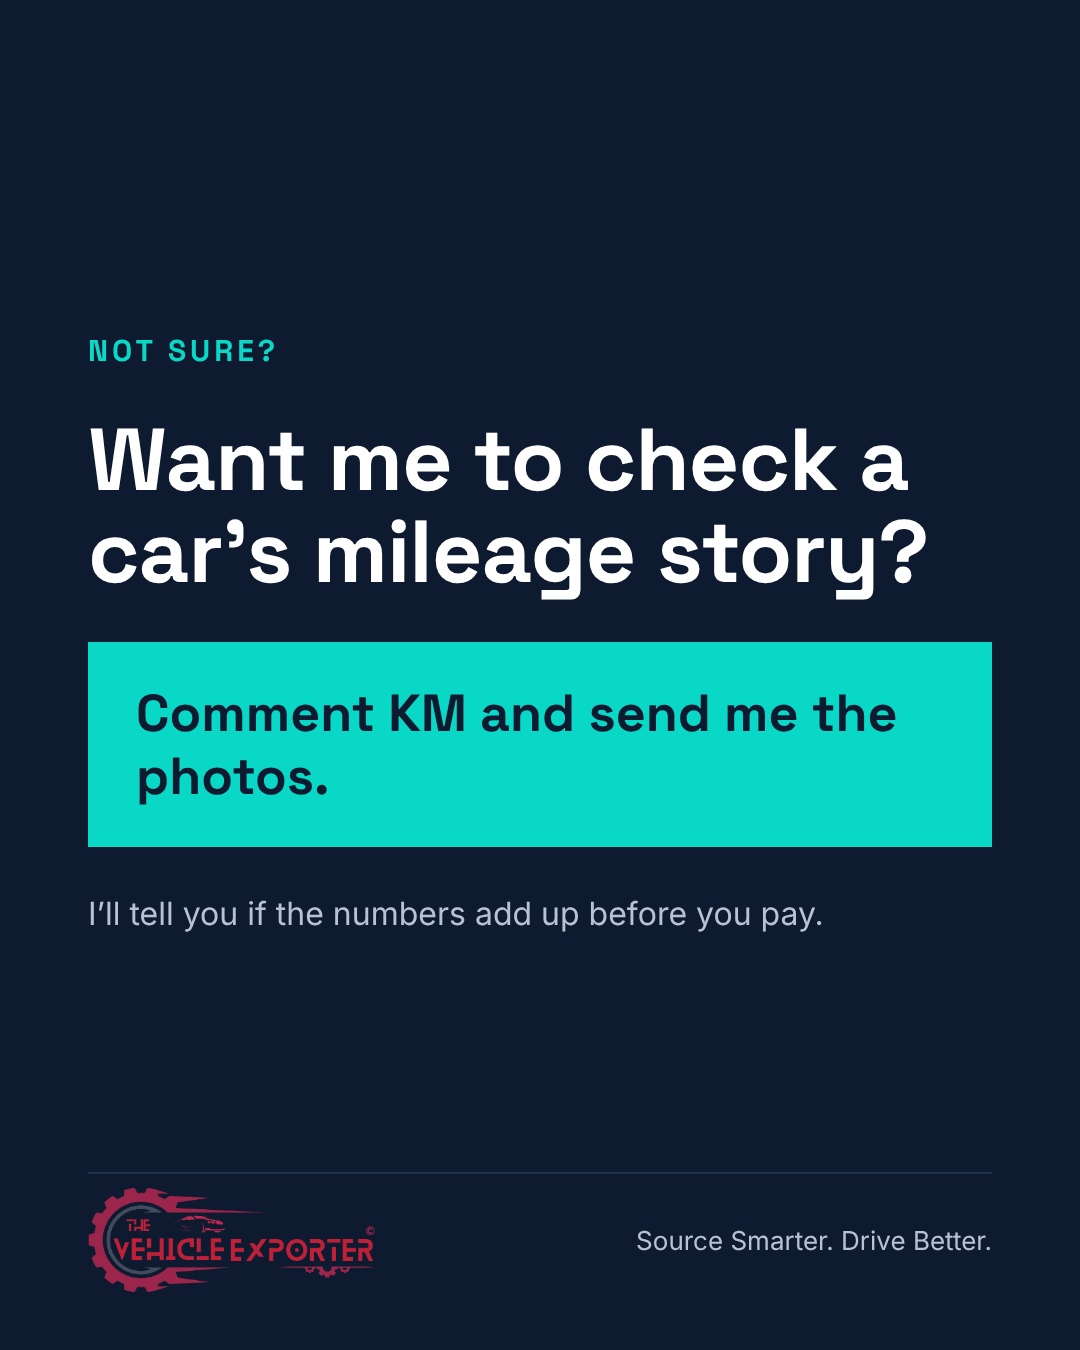 NOT SURE?
Want me to check a
car’s mileage story?
Comment KM and send me the
photos.
I’ll tell you if the numbers add up before you pay.
THE
VEHICLE EXPORTER
©
Source Smarter. Drive Better.